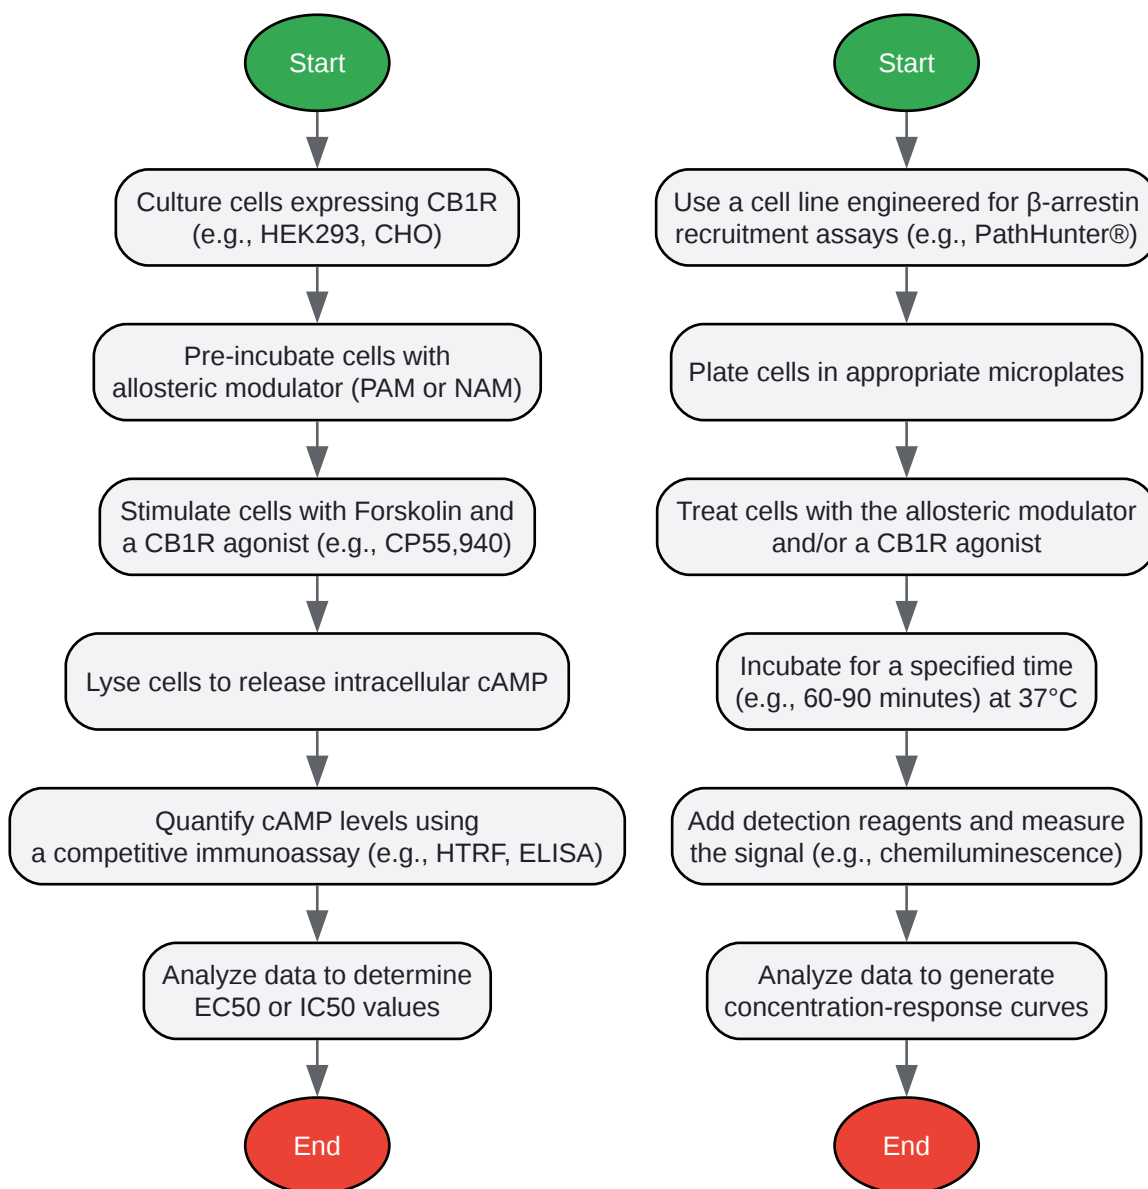 Start
Culture cells expressing CB1R
(e.g., HEK293, CHO)
Pre-incubate cells with
allosteric modulator (PAM or NAM)
Stimulate cells with Forskolin and
a CB1R agonist (e.g., CP55,940)
Lyse cells to release intracellular cAMP
Quantify cAMP levels using
a competitive immunoassay (e.g., HTRF, ELISA)
Analyze data to determine
EC50 or IC50 values
End
Start
Use a cell line engineered for β-arrestin
recruitment assays (e.g., PathHunter®)
Plate cells in appropriate microplates
Treat cells with the allosteric modulator
and/or a CB1R agonist
Incubate for a specified time
(e.g., 60-90 minutes) at 37°C
Add detection reagents and measure
the signal (e.g., chemiluminescence)
Analyze data to generate
concentration-response curves
End